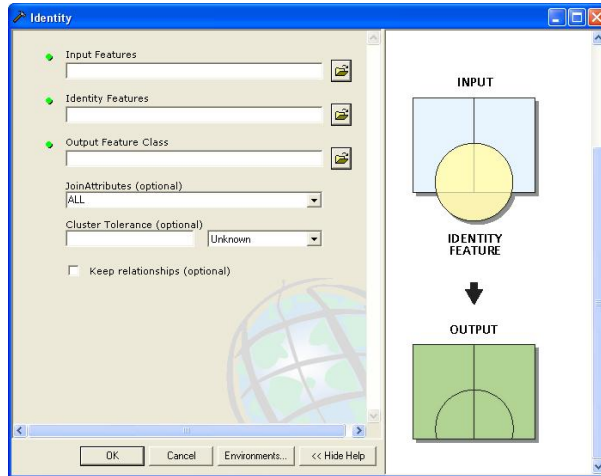 Identity
Input Features
Identity Features
Output Feature Class
JoinAttributes (optional)
ALL
Cluster Tolerance (optional)
Unknown
Keep relationships (optional)
OK
Cancel
Environments...
<< Hide Help
INPUT
IDENTITY
FEATURE
OUTPUT